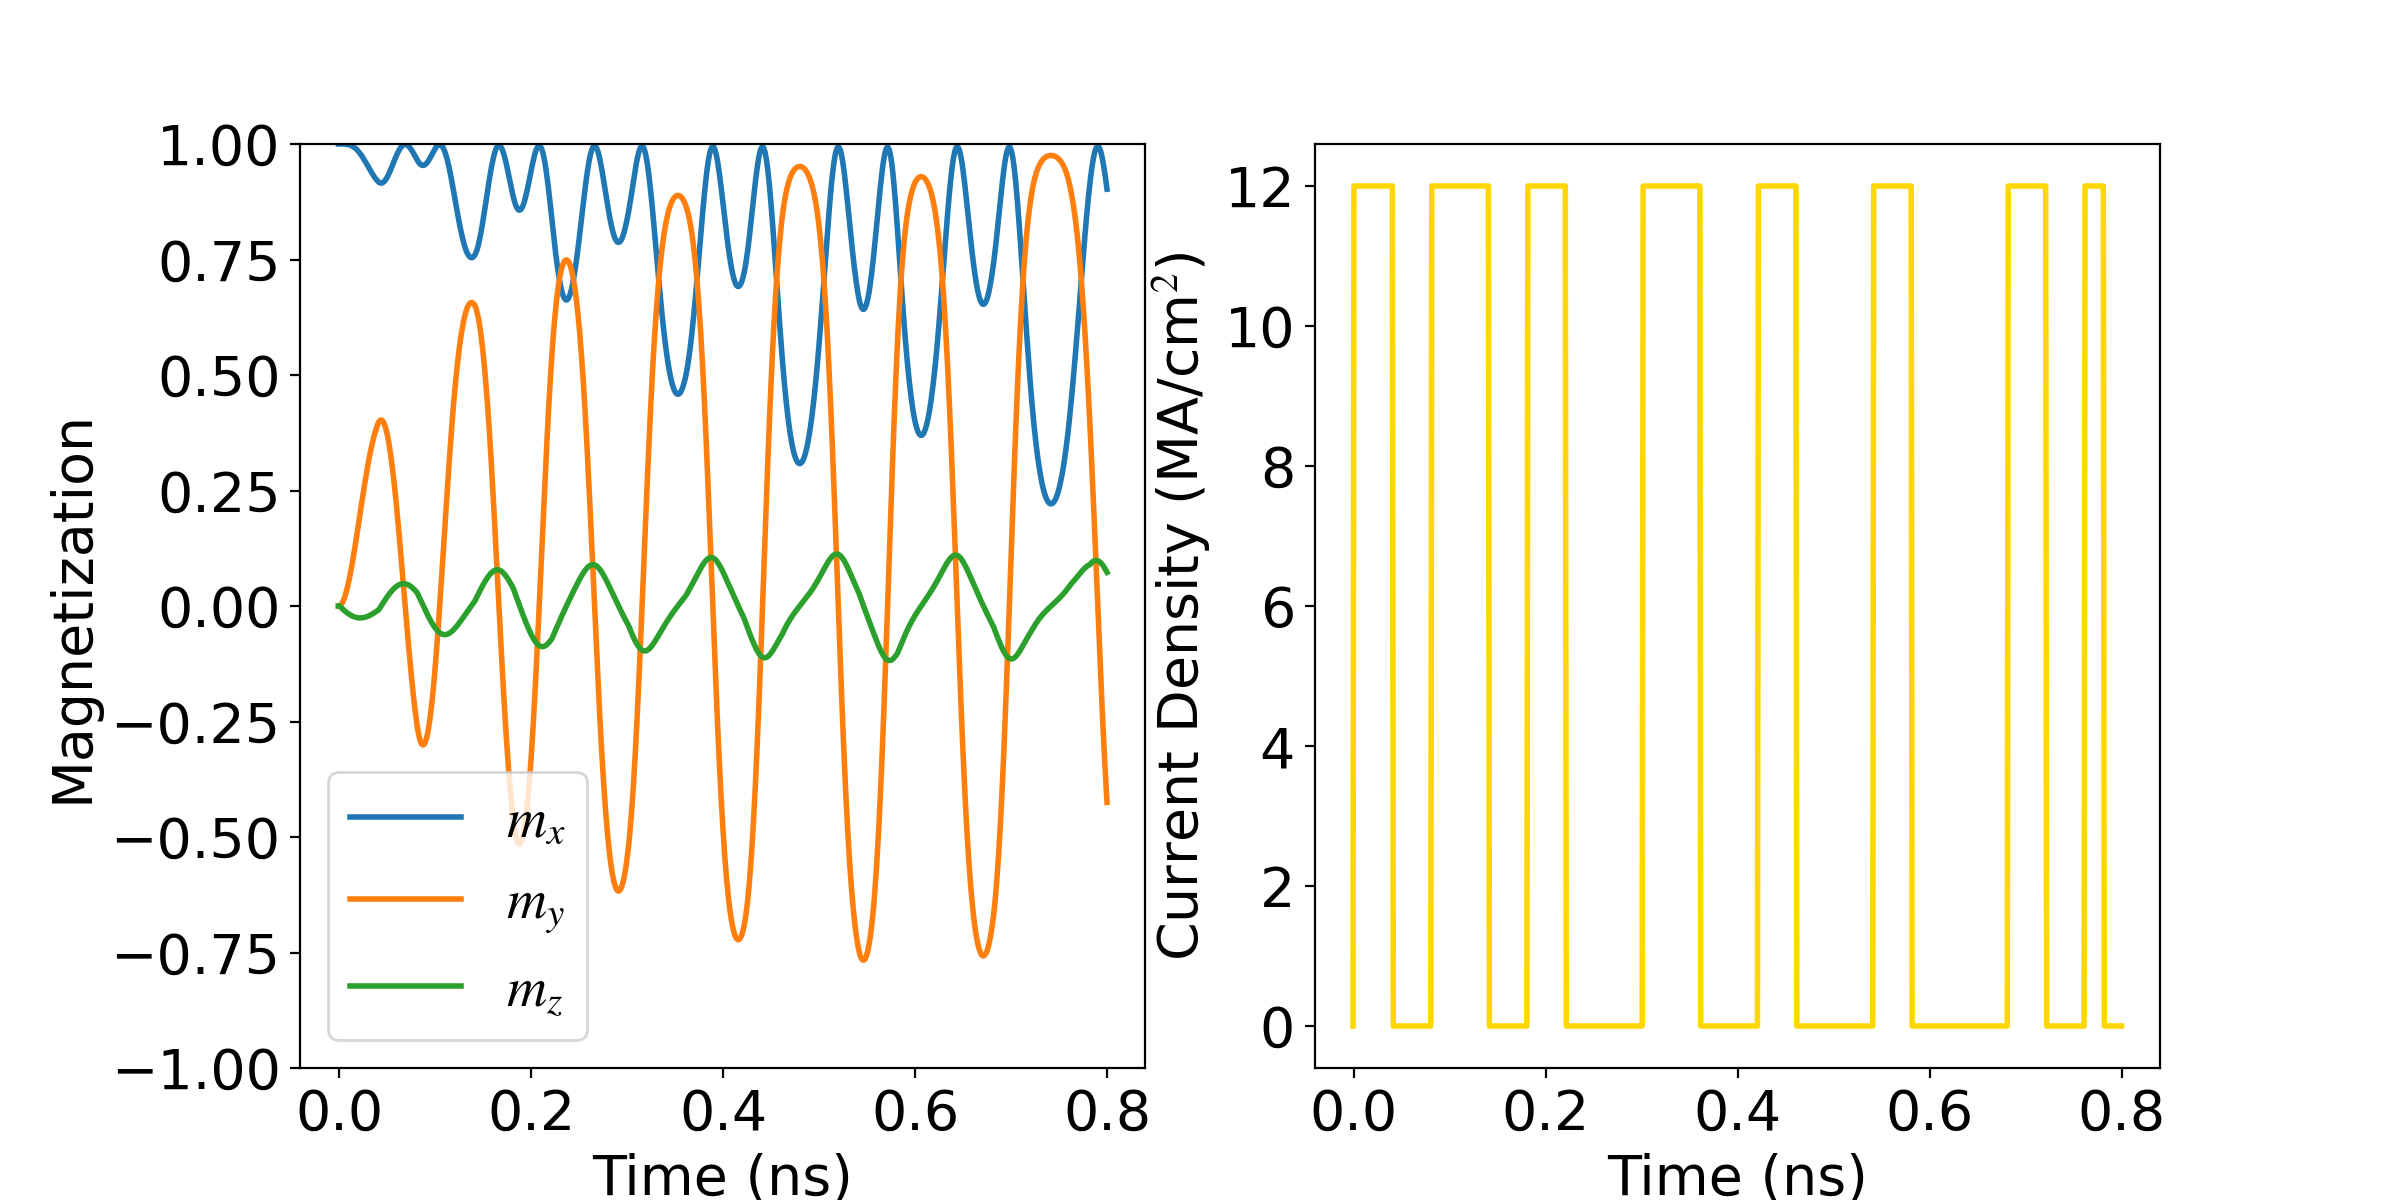 Magnetization
1.00
0.75
0.50
0.25
0.00
−0.25
−0.50
−0.75
−1.00
m_x
m_y
m_z
0.0 0.2 0.4 0.6 0.8
Time (ns)
Current Density (MA/cm²)
12
10
8
6
4
2
0
0.0 0.2 0.4 0.6 0.8
Time (ns)